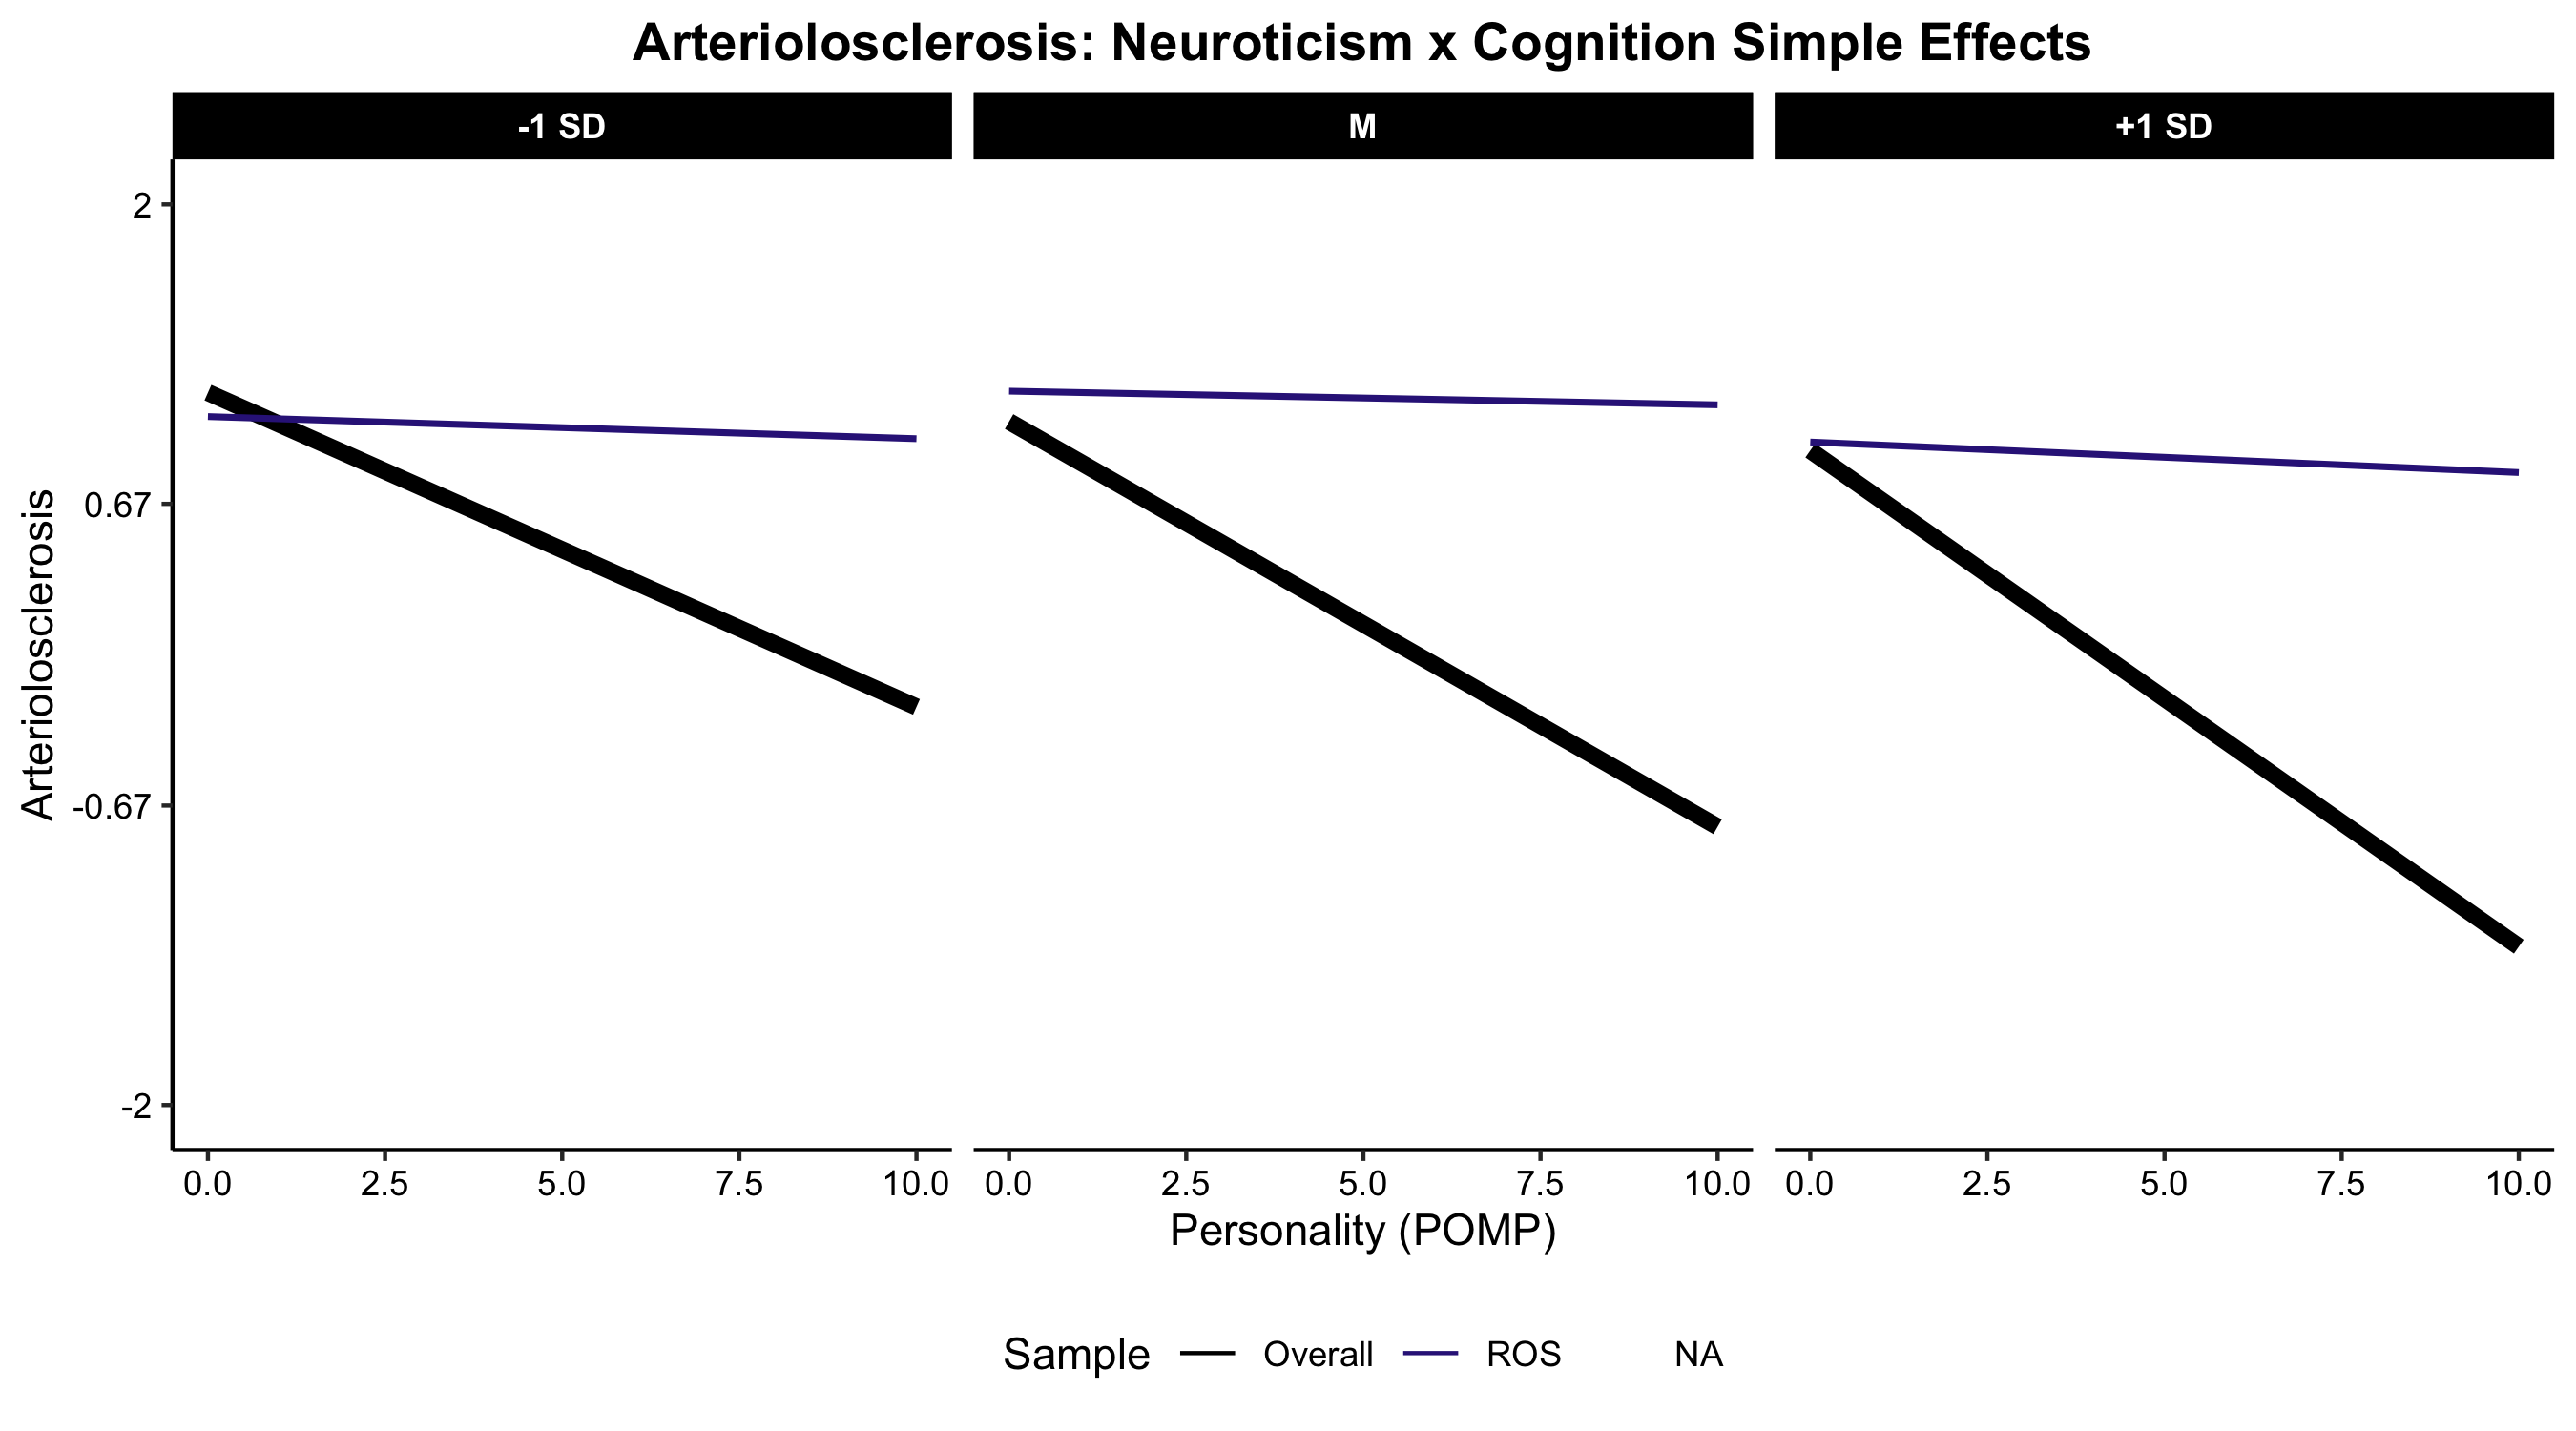 Arteriolosclerosis: Neuroticism x Cognition Simple Effects
-1 SD M +1 SD
Arteriolosclerosis
2
0.67
-0.67
-2
0.0 2.5 5.0 7.5 10.0 0.0 2.5 5.0 7.5 10.0 0.0 2.5 5.0 7.5 10.0
Personality (POMP)
Sample Overall ROS NA